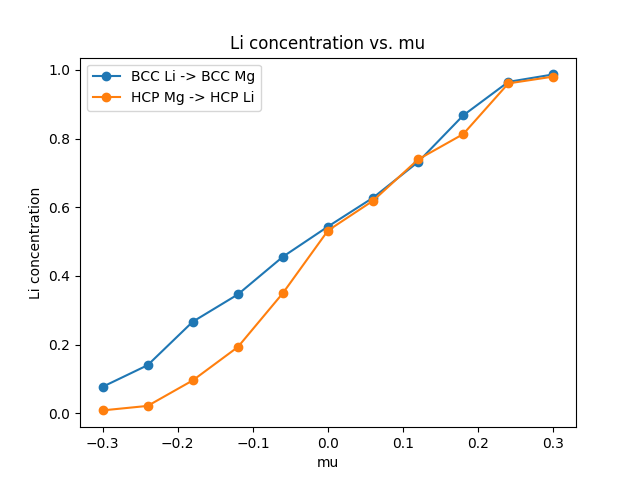 Li concentration vs. mu
BCC Li -> BCC Mg
HCP Mg -> HCP Li
Li concentration
1.0
0.8
0.6
0.4
0.2
0.0
−0.3 −0.2 −0.1 0.0 0.1 0.2 0.3
mu